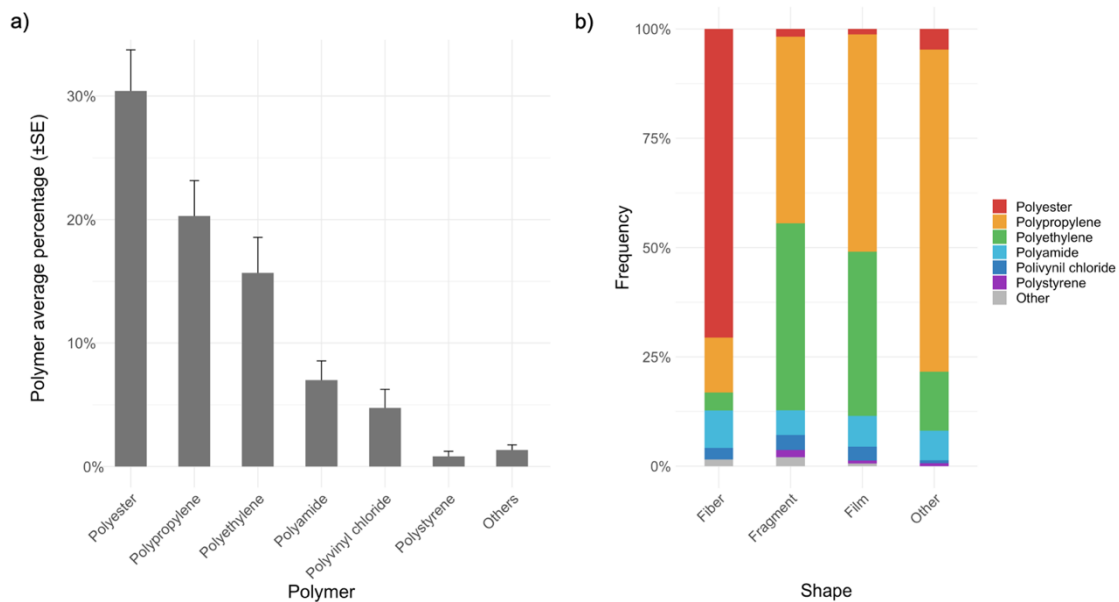 a)
Polymer average percentage (±SE)
30%
20%
10%
0%
Polyester
Polypropylene
Polyethylene
Polyamide
Polyvinyl chloride
Polystyrene
Others
Polymer
b)
Frequency
100%
75%
50%
25%
0%
Fiber
Fragment
Film
Other
Shape
Polyester
Polypropylene
Polyethylene
Polyamide
Polivynil chloride
Polystyrene
Other